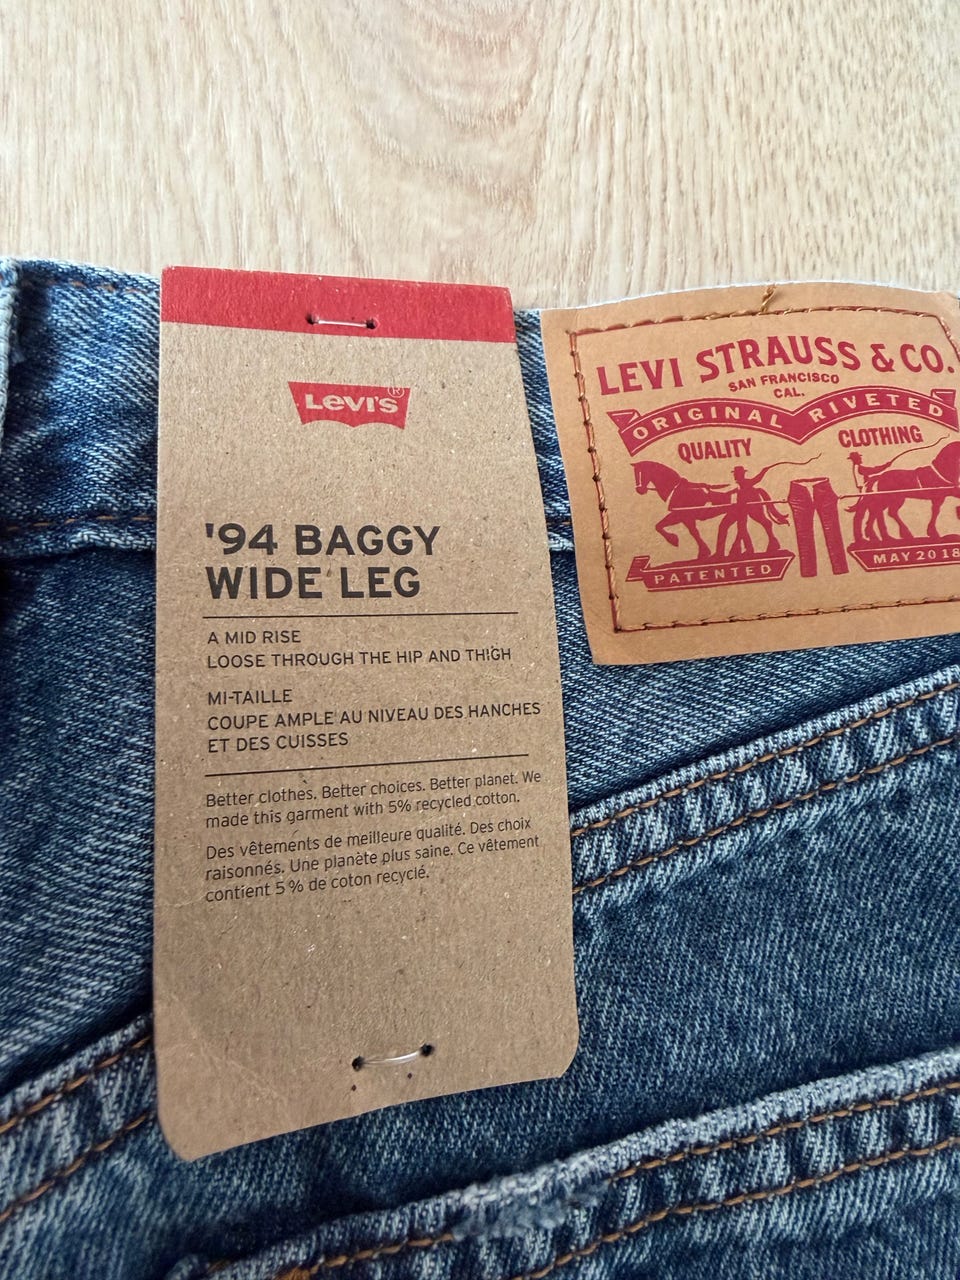 Levi's®
'94 BAGGY
WIDE LEG
A MID RISE
LOOSE THROUGH THE HIP AND THIGH
MI-TAILLE
COUPE AMPLE AU NIVEAU DES HANCHES
ET DES CUISSES
Better clothes. Better choices. Better planet. We
made this garment with 5% recycled cotton.
Des vêtements de meilleure qualité. Des choix
raisonnés. Une planète plus saine. Ce vêtement
contient 5 % de coton recyclé.
LEVI STRAUSS & CO.
SAN FRANCISCO
CAL.
ORIGINAL RIVETED
QUALITY CLOTHING
PATENTED MAY 20 18